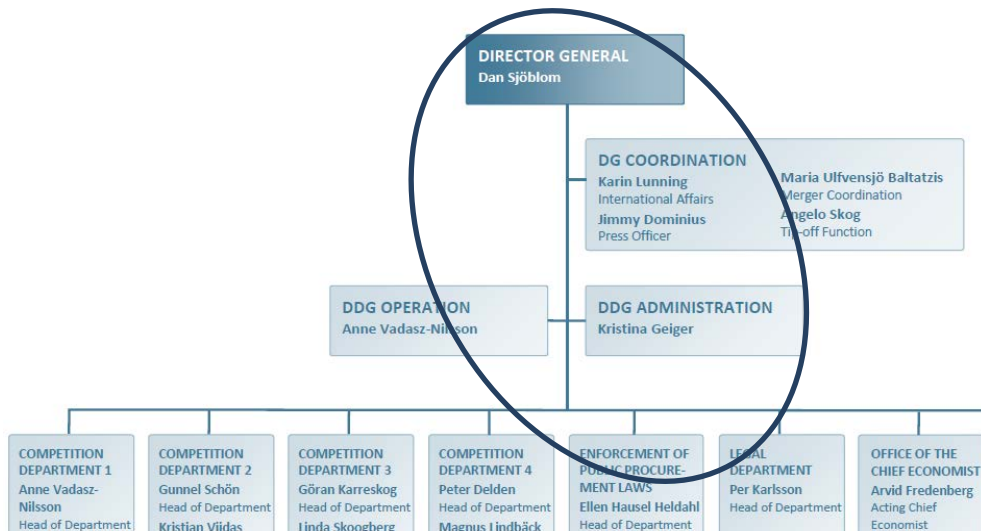 DIRECTOR GENERAL
Dan Sjöblom
DG COORDINATION
Karin Lunning
International Affairs
Jimmy Dominius
Press Officer
Maria Ulfvensjö Baltatzis
Merger Coordination
Angelo Skog
Tip-off Function
DDG OPERATION
Anne Vadasz-Nilsson
DDG ADMINISTRATION
Kristina Geiger
COMPETITION
DEPARTMENT 1
Anne Vadasz-
Nilsson
Head of Department
COMPETITION
DEPARTMENT 2
Gunnel Schön
Head of Department
Kristian Viidas
COMPETITION
DEPARTMENT 3
Göran Karreskog
Head of Department
Linda Skoogberg
COMPETITION
DEPARTMENT 4
Peter Delden
Head of Department
Magnus Lindbäck
ENFORCEMENT OF
PUBLIC PROCURE-
MENT LAWS
Ellen Hausel Heldahl
Head of Department
LEGAL
DEPARTMENT
Per Karlsson
Head of Department
OFFICE OF THE
CHIEF ECONOMIST
Arvid Fredenberg
Acting Chief
Economist